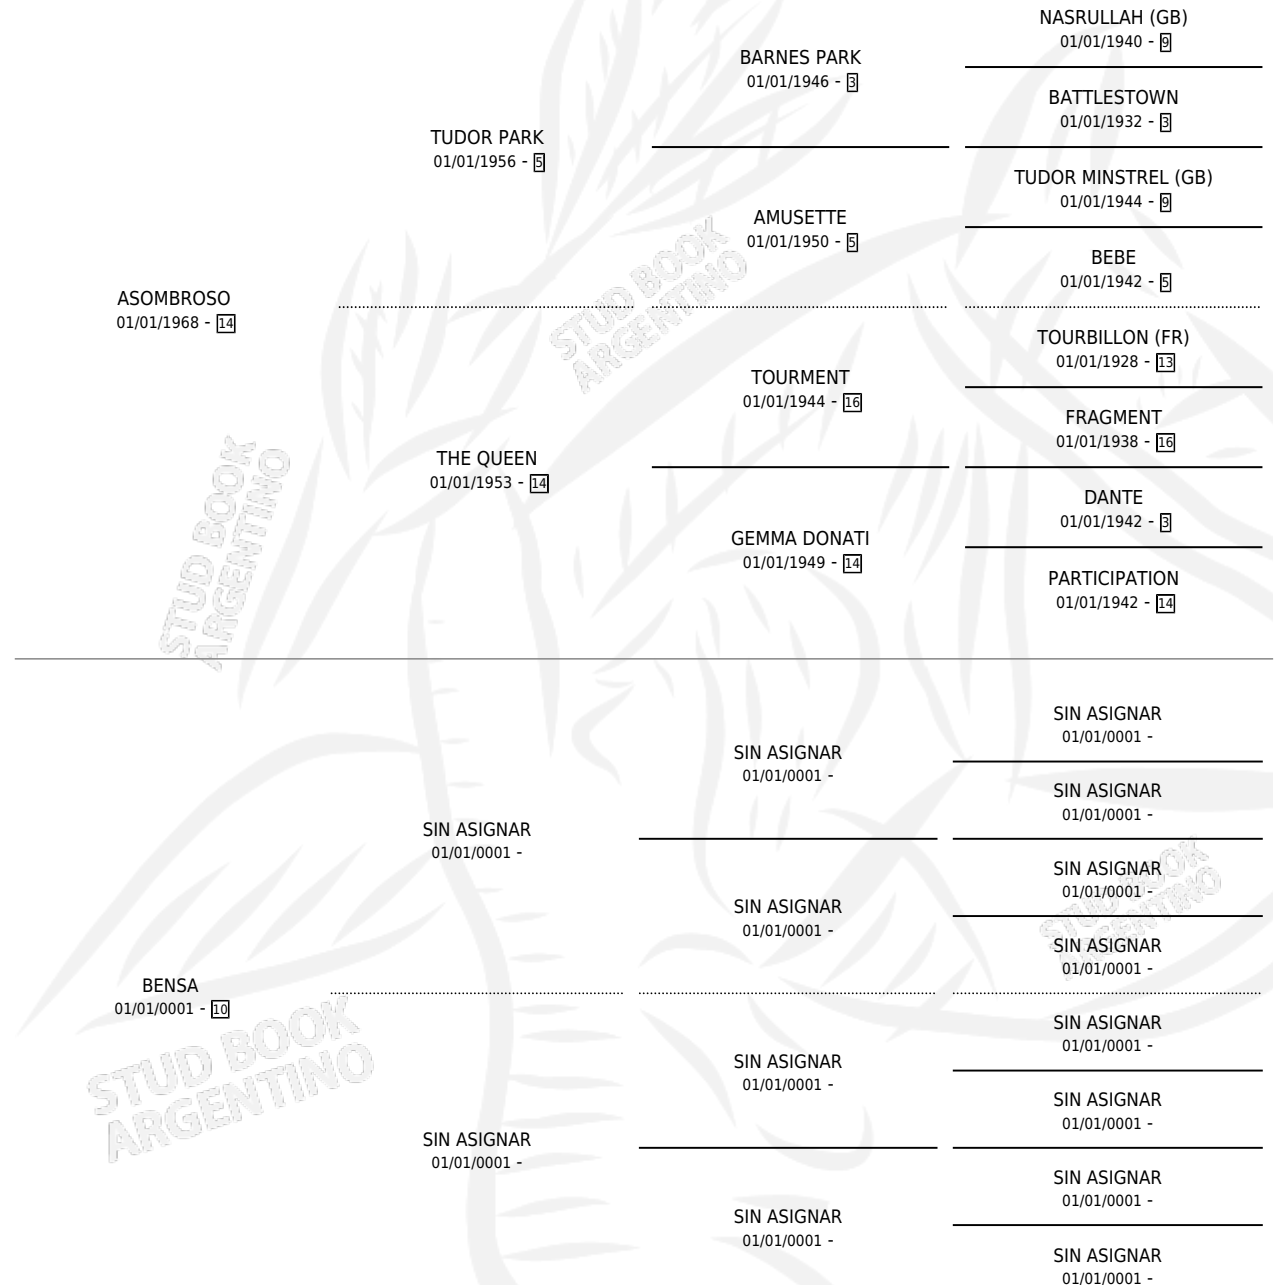 NASRULLAH (GB)
01/01/1940 - 9
BARNES PARK
01/01/1946 - 3
BATTLESTOWN
01/01/1932 - 3
TUDOR PARK
01/01/1956 - 5
TUDOR MINSTREL (GB)
01/01/1944 - 9
AMUSETTE
01/01/1950 - 5
BEBE
01/01/1942 - 5
ASOMBROSO
01/01/1968 - 14
TOURBILLON (FR)
01/01/1928 - 13
TOURMENT
01/01/1944 - 16
FRAGMENT
01/01/1938 - 16
THE QUEEN
01/01/1953 - 14
DANTE
01/01/1942 - 3
GEMMA DONATI
01/01/1949 - 14
PARTICIPATION
01/01/1942 - 14
STUD BOOK
ARGENTINO
STUD BOOK
ARGENTINO
SIN ASIGNAR
01/01/0001 -
SIN ASIGNAR
01/01/0001 -
SIN ASIGNAR
01/01/0001 -
SIN ASIGNAR
01/01/0001 -
SIN ASIGNAR
01/01/0001 -
SIN ASIGNAR
01/01/0001 -
SIN ASIGNAR
01/01/0001 -
BENSA
01/01/0001 - 10
SIN ASIGNAR
01/01/0001 -
SIN ASIGNAR
01/01/0001 -
SIN ASIGNAR
01/01/0001 -
SIN ASIGNAR
01/01/0001 -
SIN ASIGNAR
01/01/0001 -
SIN ASIGNAR
01/01/0001 -
SIN ASIGNAR
01/01/0001 -
STUD BOOK
ARGENTINO
STUD BOOK
ARGENTINO